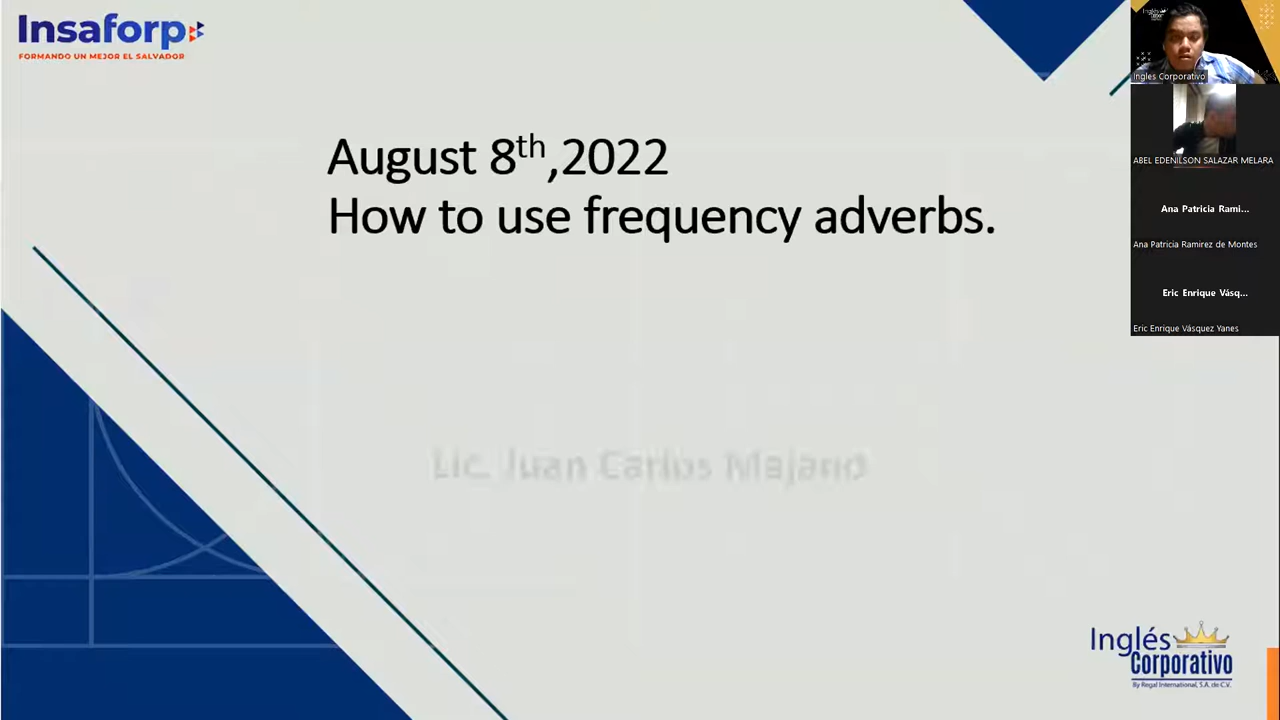 Insaforp
FORMANDO UN MEJOR EL SALVADOR
August 8th,2022
How to use frequency adverbs.
Lic. Juan Carlos Majano
Inglés
Corporativo
By Regal International, S.A. de C.V.
Ingles Corporativo
ABEL EDENILSON SALAZAR MELARA
Ana Patricia Rami...
Ana Patricia Ramirez de Montes
Eric Enrique Vásq...
Eric Enrique Vásquez Yanes